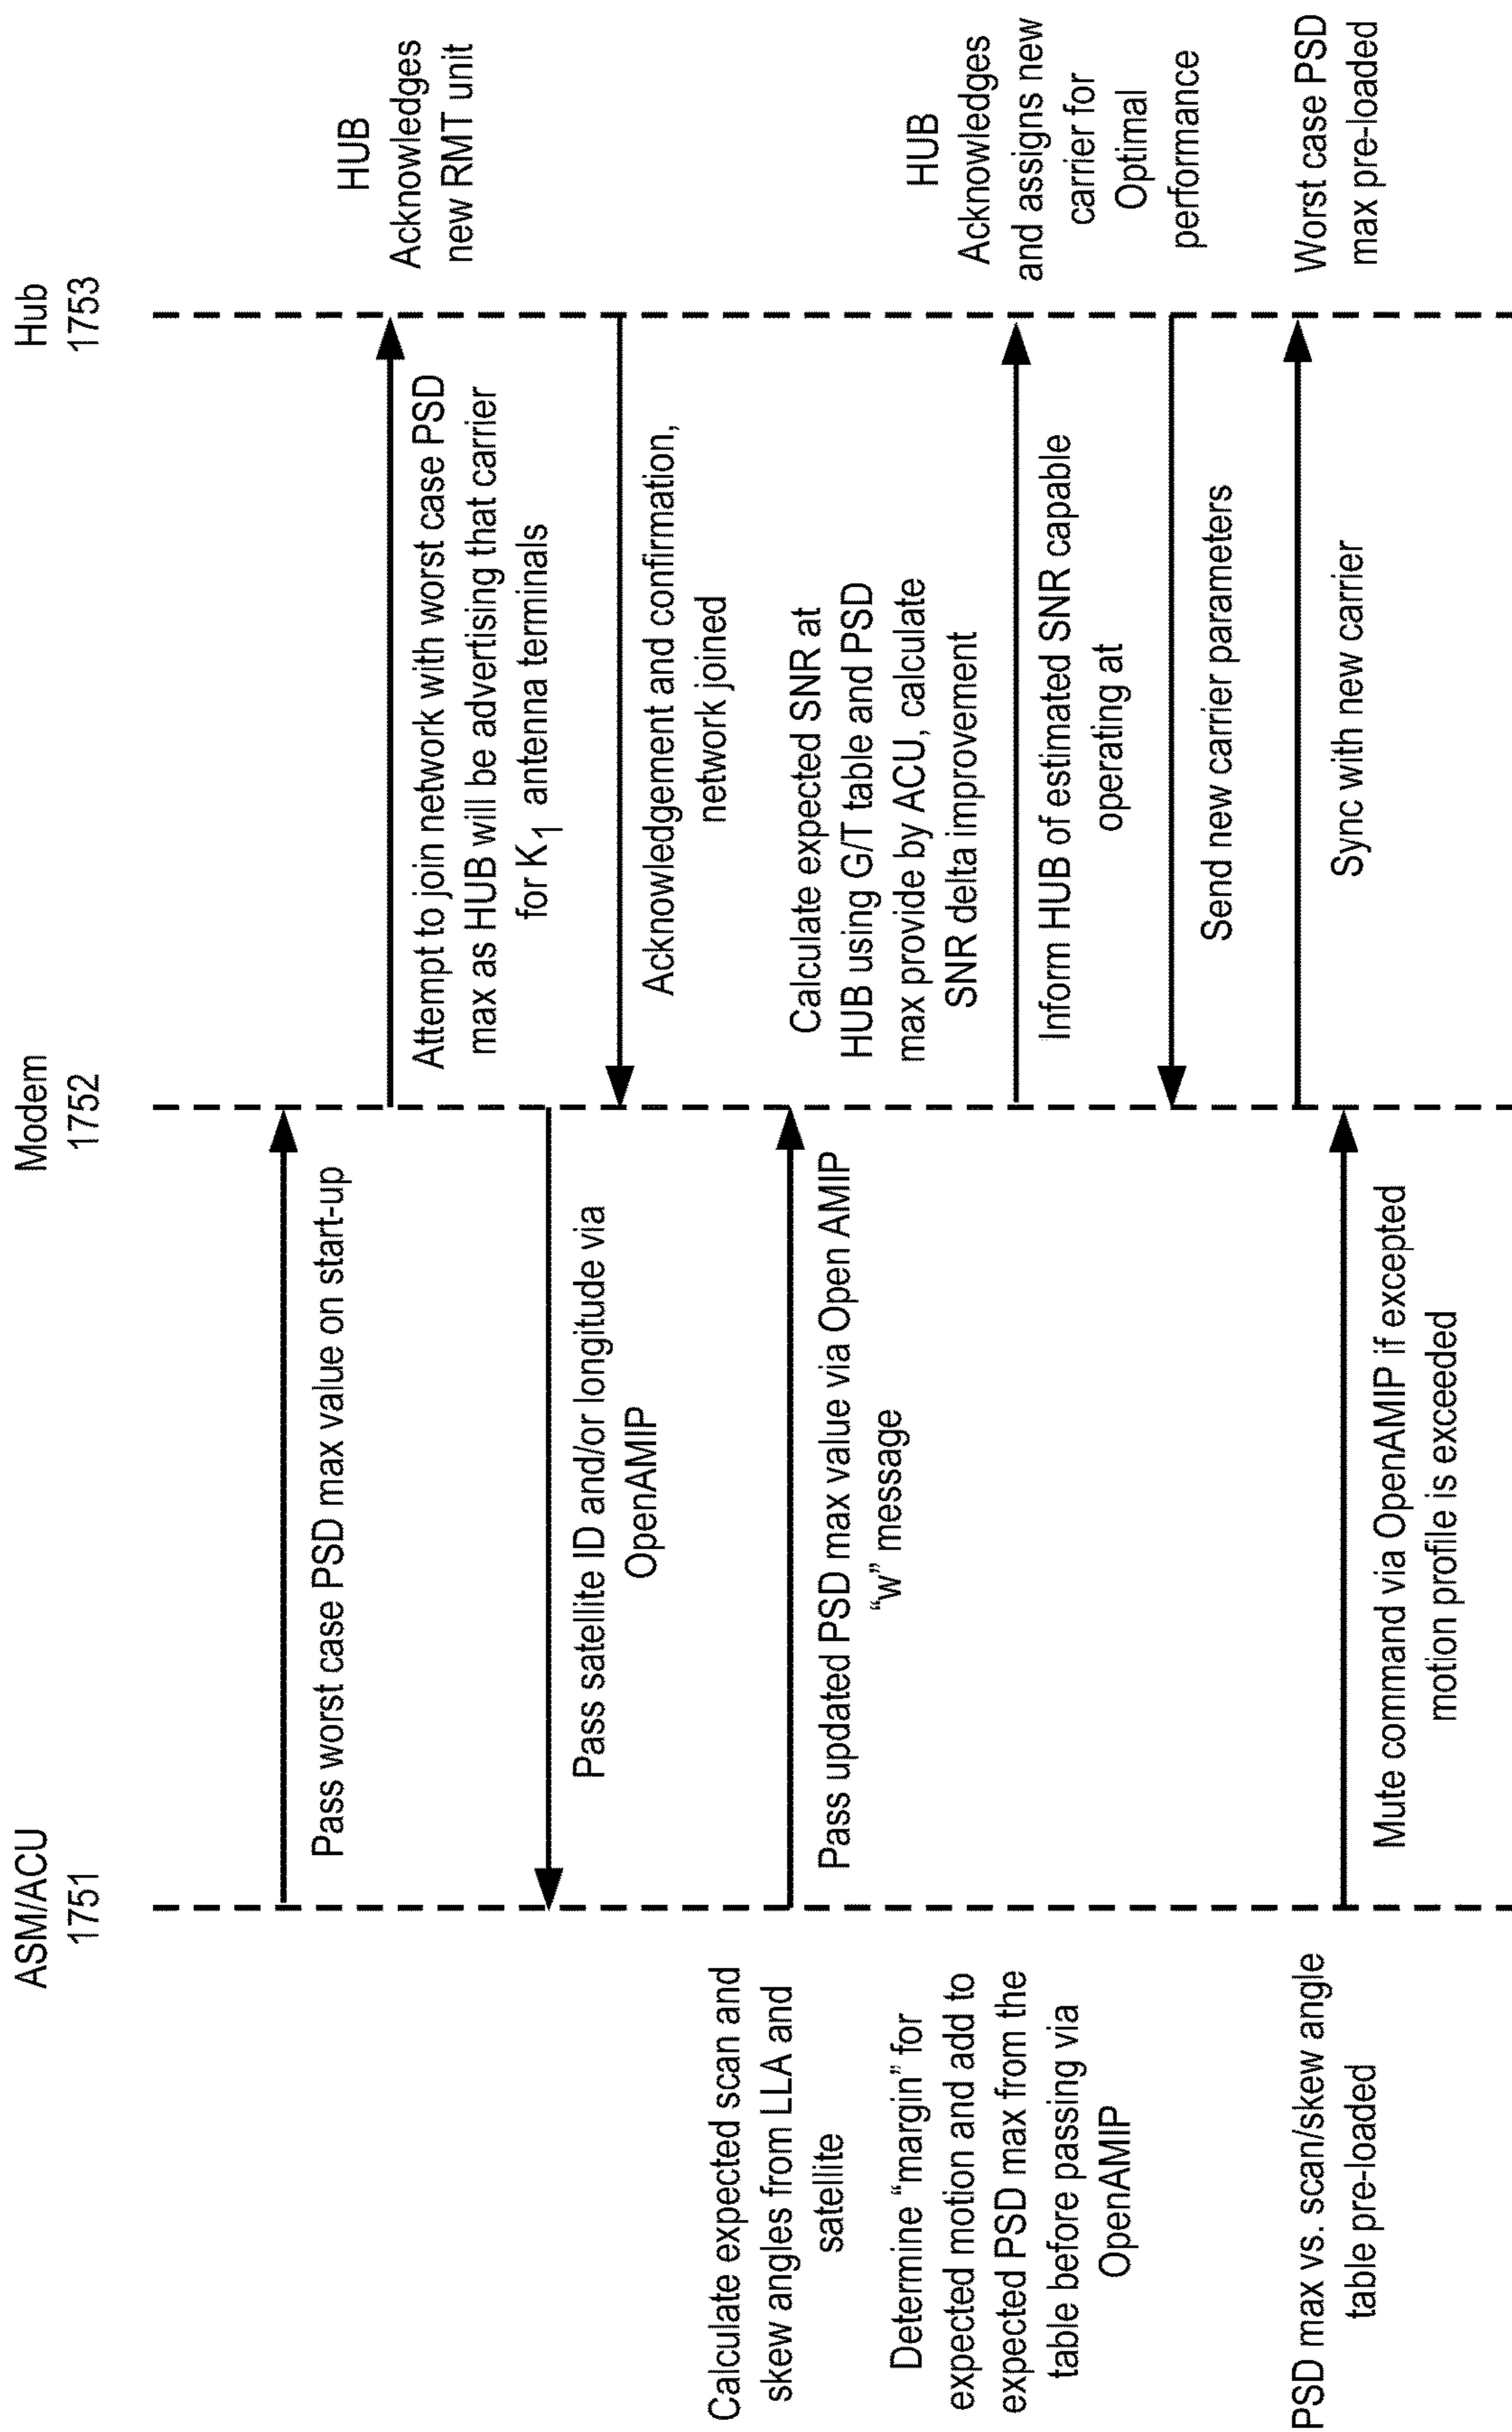 ASM/ACU
1751
Modem
1752
Hub
1753
Pass worst case PSD max value on start-up
Attempt to join network with worst case PSD
max as HUB will be advertising that carrier
for K1 antenna terminals
HUB
Acknowledges
new RMT unit
Pass satellite ID and/or longitude via
OpenAMIP
Acknowledgement and confirmation,
network joined
Calculate expected scan and
skew angles from LLA and
satellite
Determine “margin” for
expected motion and add to
expected PSD max from the
table before passing via
OpenAMIP
Pass updated PSD max value via Open AMIP
“w” message
Calculate expected SNR at
HUB using G/T table and PSD
max provide by ACU, calculate
SNR delta improvement
Inform HUB of estimated SNR capable
operating at
HUB
Acknowledges
and assigns new
carrier for
Optimal
performance
Send new carrier parameters
Sync with new carrier
Worst case PSD
max pre-loaded
PSD max vs. scan/skew angle
table pre-loaded
Mute command via OpenAMIP if excepted
motion profile is exceeded